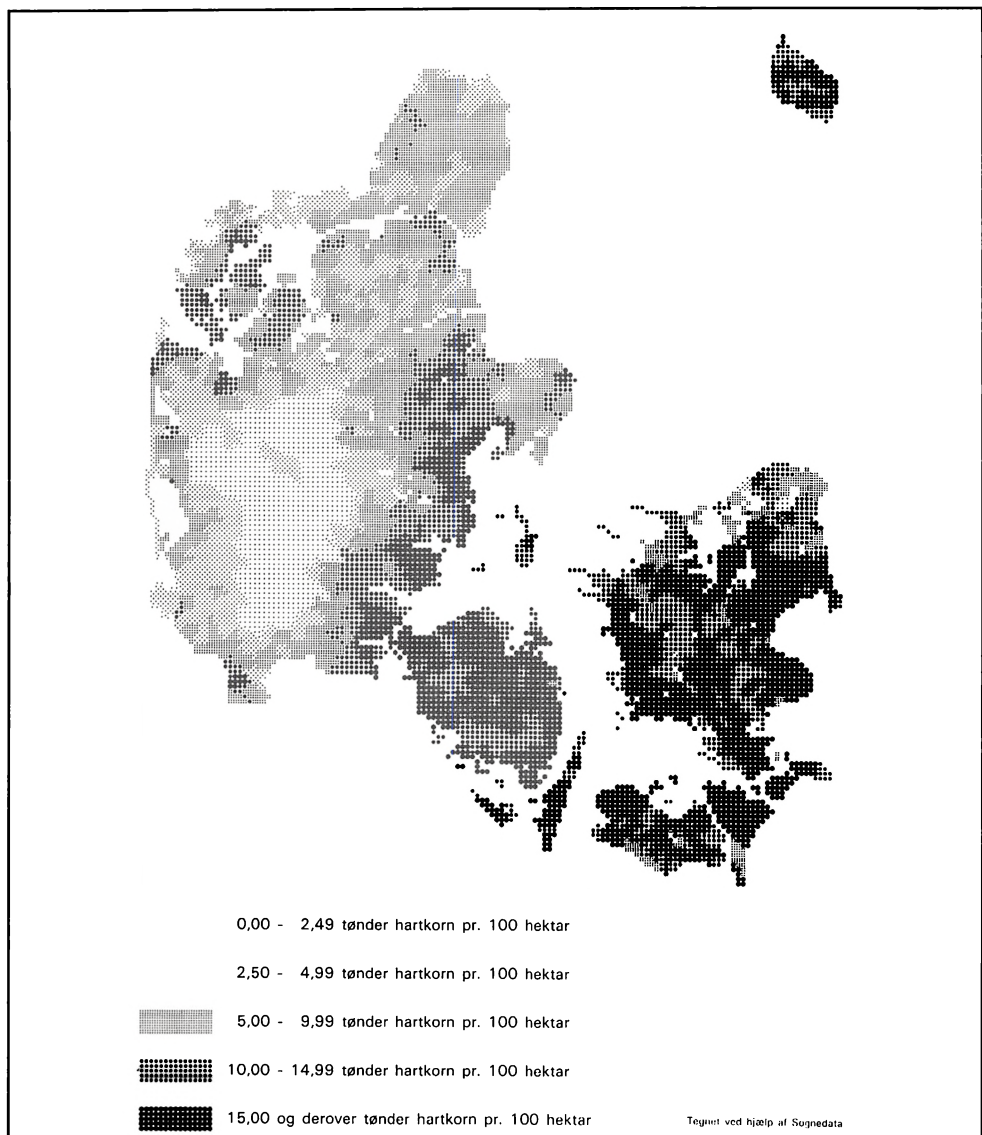 0,00 - 2,49 tønder hartkorn pr. 100 hektar
2,50 - 4,99 tønder hartkorn pr. 100 hektar
5,00 - 9,99 tønder hartkorn pr. 100 hektar
10,00 - 14,99 tønder hartkorn pr. 100 hektar
15,00 og derover tønder hartkorn pr. 100 hektar
Tegnet ved hjælp af Sognedata